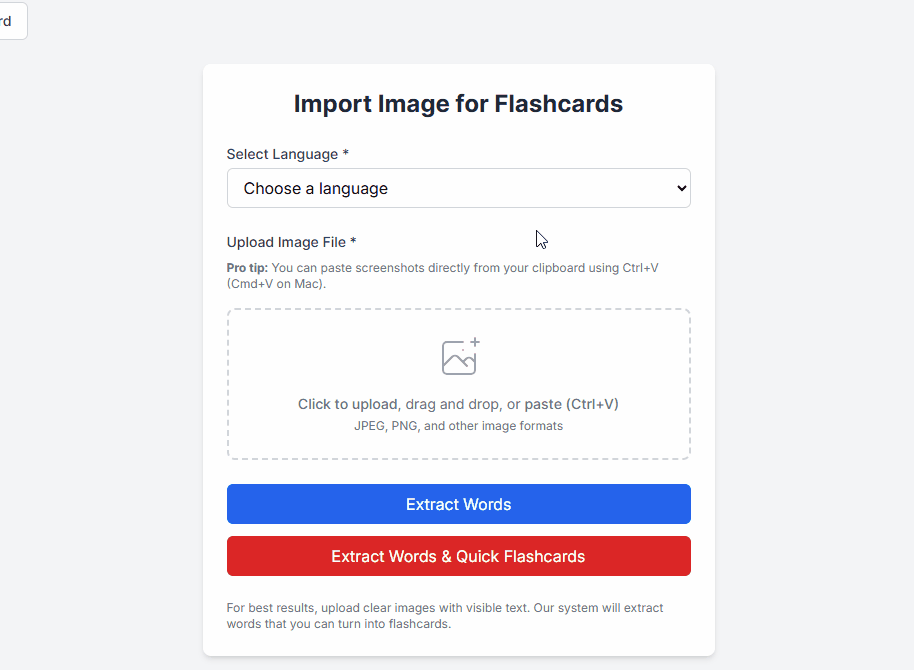 rd
Import Image for Flashcards
Select Language *
Choose a language
Upload Image File *
Pro tip: You can paste screenshots directly from your clipboard using Ctrl+V
(Cmd+V on Mac).
Click to upload, drag and drop, or paste (Ctrl+V)
JPEG, PNG, and other image formats
Extract Words
Extract Words & Quick Flashcards
For best results, upload clear images with visible text. Our system will extract
words that you can turn into flashcards.